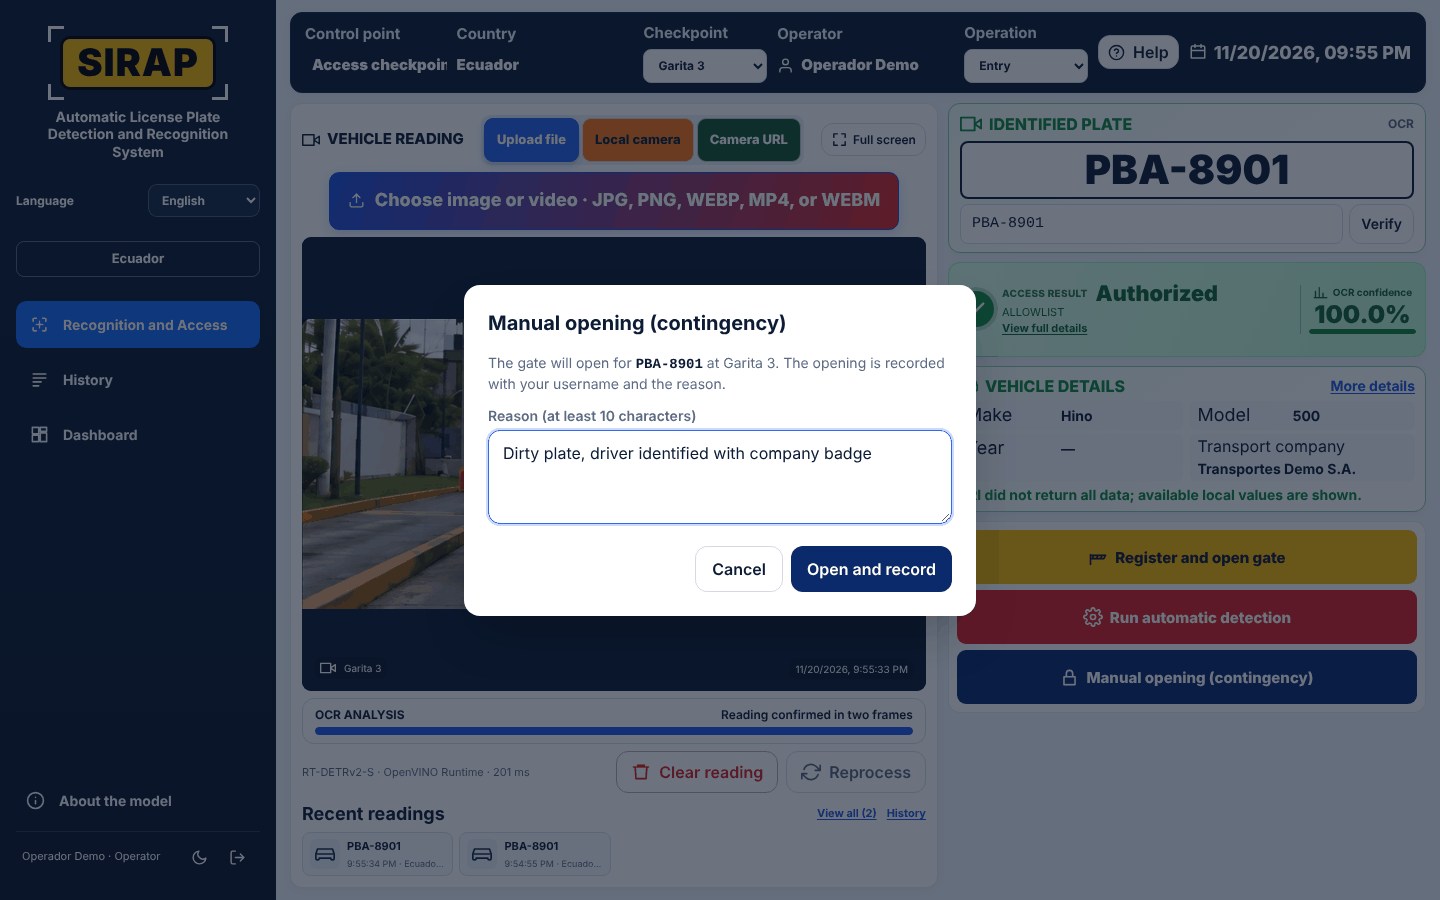 SIRAP
Automatic License Plate
Detection and Recognition
System
Language
English
Ecuador
Recognition and Access
History
Dashboard
About the model
Operador Demo · Operator
Control point
Access checkpoin
Country
Ecuador
Checkpoint
Garita 3
Operator
Operador Demo
Operation
Entry
Help
11/20/2026, 09:55 PM
VEHICLE READING
Upload file
Local camera
Camera URL
Full screen
Choose image or video · JPG, PNG, WEBP, MP4, or WEBM
Garita 3
11/20/2026, 9:55:33 PM
OCR ANALYSIS
Reading confirmed in two frames
RT-DETRv2-S · OpenVINO Runtime · 201 ms
Clear reading
Reprocess
Recent readings
View all (2)
History
PBA-8901
9:55:34 PM · Ecuado...
PBA-8901
9:54:55 PM · Ecuado...
IDENTIFIED PLATE
OCR
PBA-8901
PBA-8901
Verify
ACCESS RESULT
Authorized
ALLOWLIST
View full details
OCR confidence
100.0%
VEHICLE DETAILS
More details
Make
Hino
Model
500
Year
—
Transport company
Transportes Demo S.A.
did not return all data; available local values are shown.
Register and open gate
Run automatic detection
Manual opening (contingency)
Manual opening (contingency)
The gate will open for PBA-8901 at Garita 3. The opening is recorded
with your username and the reason.
Reason (at least 10 characters)
Dirty plate, driver identified with company badge
Cancel
Open and record